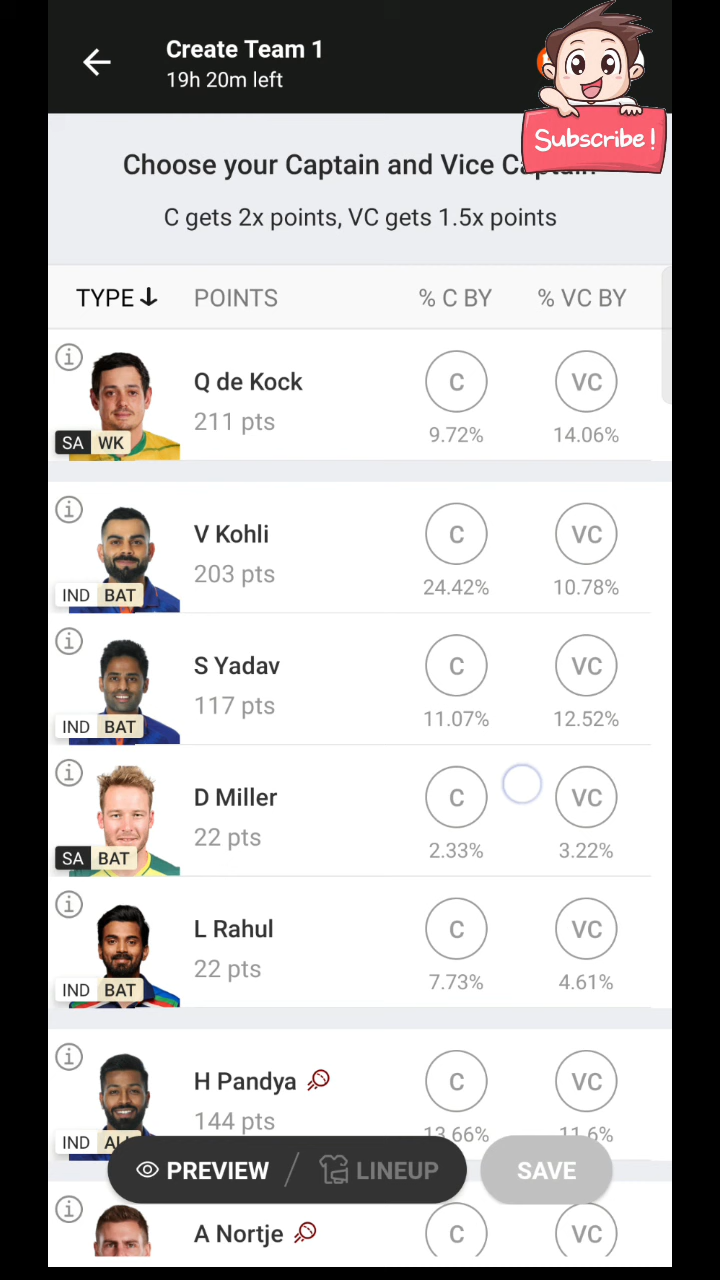 Create Team 1
19h 20m left
Subscribe!
Choose your Captain and Vice Captain
C gets 2x points, VC gets 1.5x points
TYPE POINTS % C BY % VC BY
Q de Kock C VC
211 pts
SA WK 9.72% 14.06%
V Kohli C VC
203 pts
IND BAT 24.42% 10.78%
S Yadav C VC
117 pts
IND BAT 11.07% 12.52%
D Miller C VC
22 pts
SA BAT 2.33% 3.22%
L Rahul C VC
22 pts
IND BAT 7.73% 4.61%
H Pandya C VC
144 pts
IND 13.66% 11.6%
PREVIEW / LINEUP SAVE
A Nortje C VC